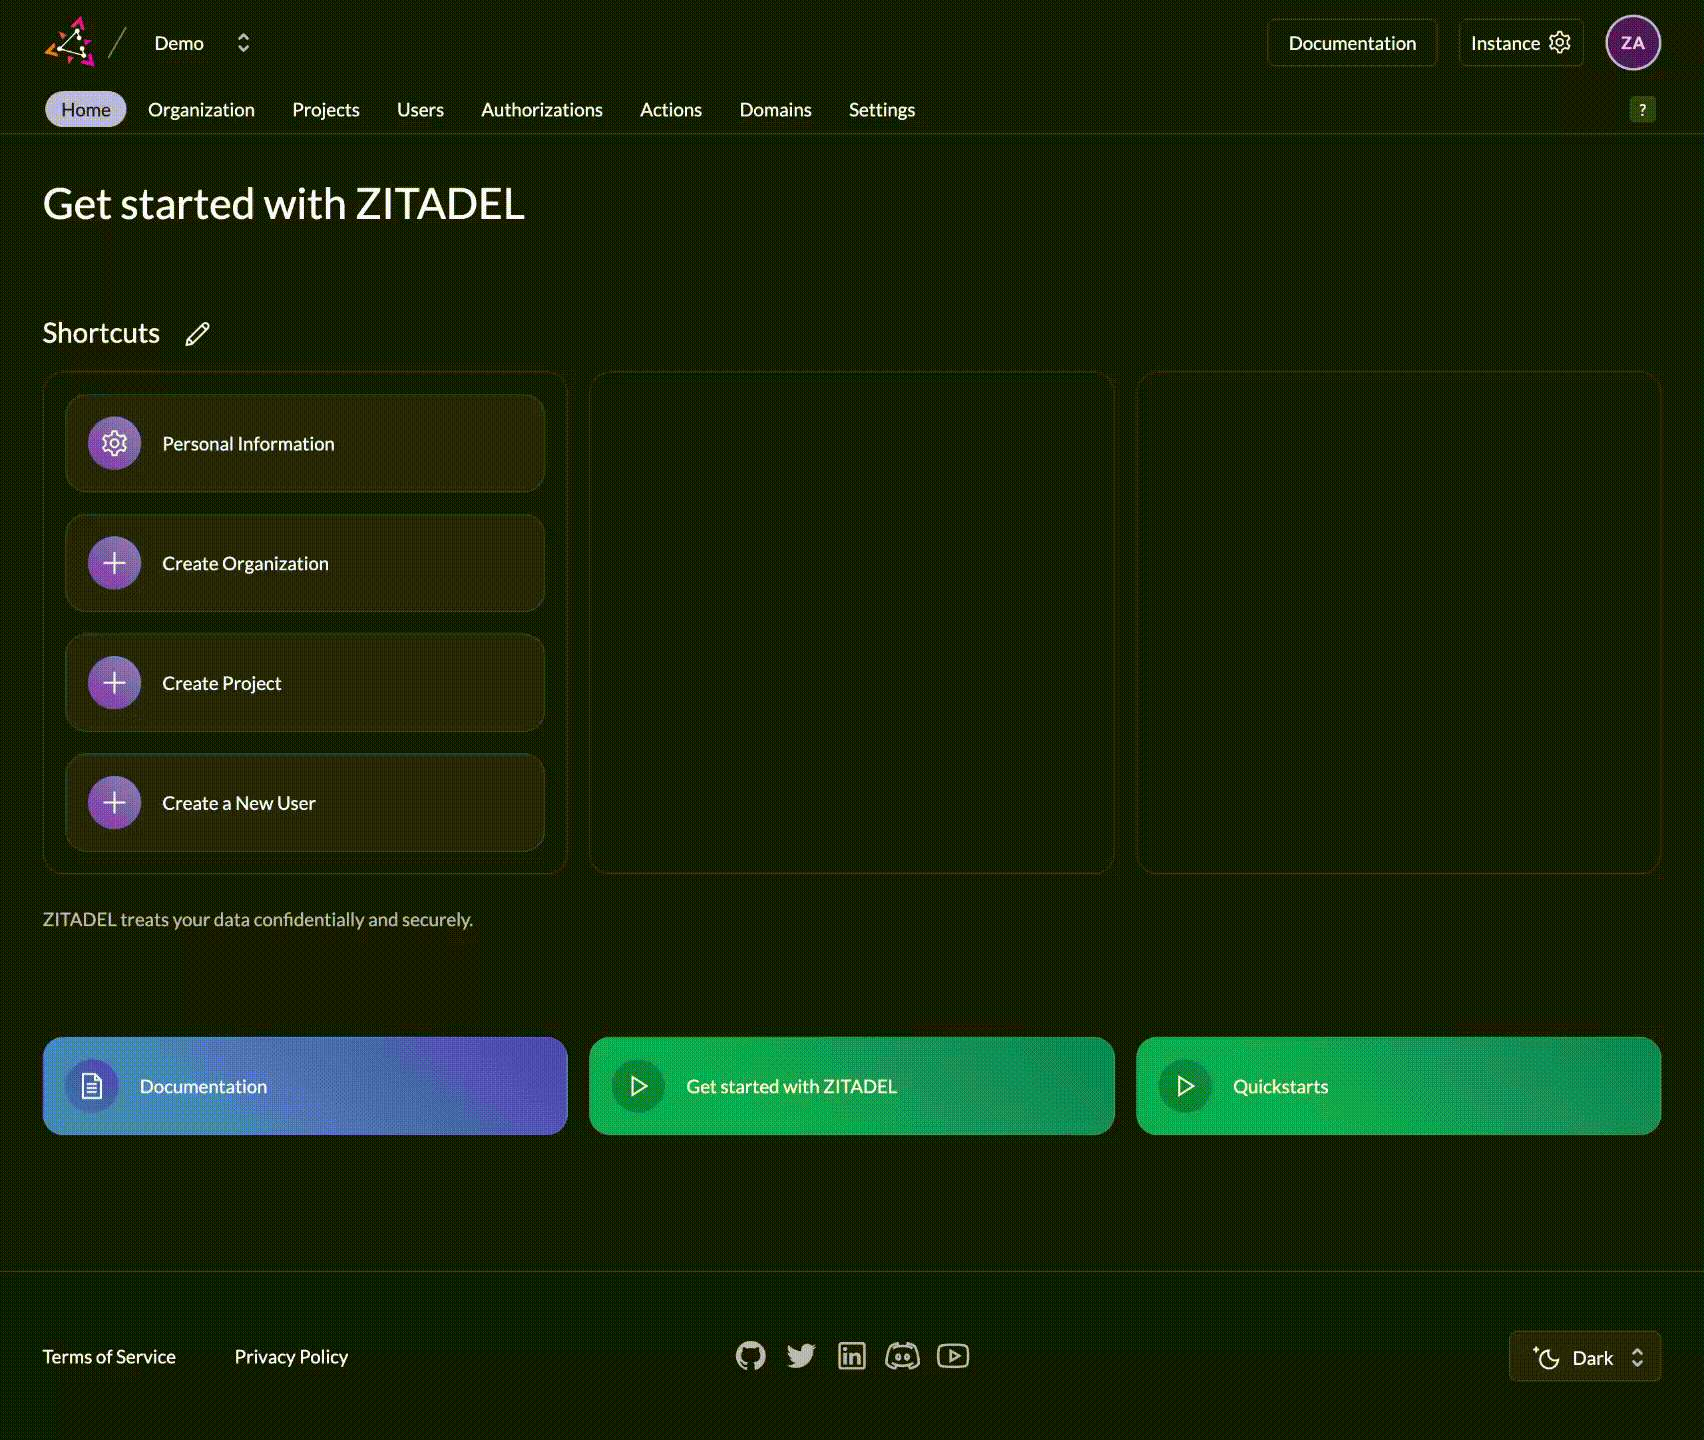 Demo
Documentation
Instance
ZA
Home
Organization
Projects
Users
Authorizations
Actions
Domains
Settings
?
Get started with ZITADEL
Shortcuts
Personal Information
Create Organization
Create Project
Create a New User
ZITADEL treats your data confidentially and securely.
Documentation
Get started with ZITADEL
Quickstarts
Terms of Service
Privacy Policy
in
Dark